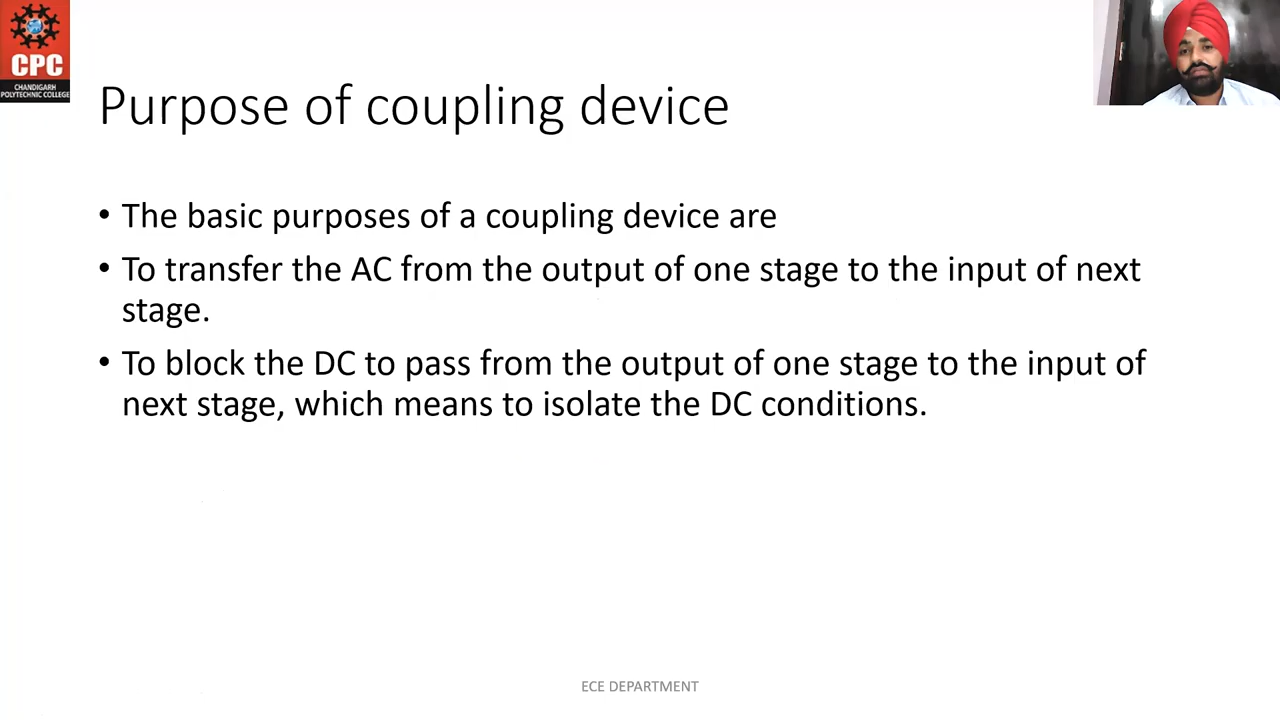 CPC
CHANDIGARH
POLYTECHNIC COLLEGE
Purpose of coupling device
• The basic purposes of a coupling device are
• To transfer the AC from the output of one stage to the input of next
stage.
• To block the DC to pass from the output of one stage to the input of
next stage, which means to isolate the DC conditions.
ECE DEPARTMENT